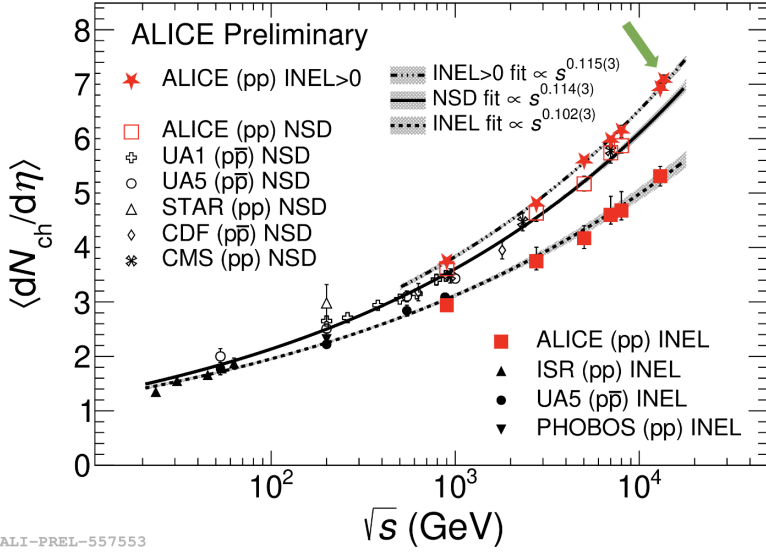 ALICE Preliminary
ALICE (pp) INEL>0
ALICE (pp) NSD
UA1 (pp̅) NSD
UA5 (pp̅) NSD
STAR (pp) NSD
CDF (pp̅) NSD
CMS (pp) NSD
INEL>0 fit ∝ s^0.115(3)
NSD fit ∝ s^0.114(3)
INEL fit ∝ s^0.102(3)
ALICE (pp) INEL
ISR (pp) INEL
UA5 (pp̅) INEL
PHOBOS (pp) INEL
⟨dN_ch/dη⟩
8
7
6
5
4
3
2
1
0
10^2
10^3
10^4
√s (GeV)
ALI-PREL-557553